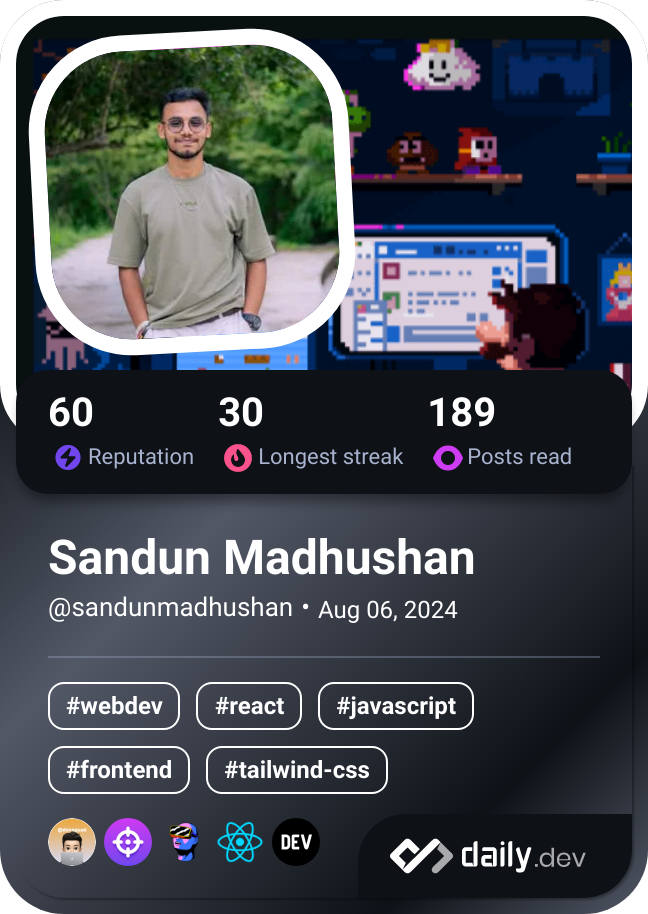 60 30 189
Reputation Longest streak Posts read
Sandun Madhushan
@sandunmadhushan • Aug 06, 2024
#webdev #react #javascript
#frontend #tailwind-css
DEV daily.dev